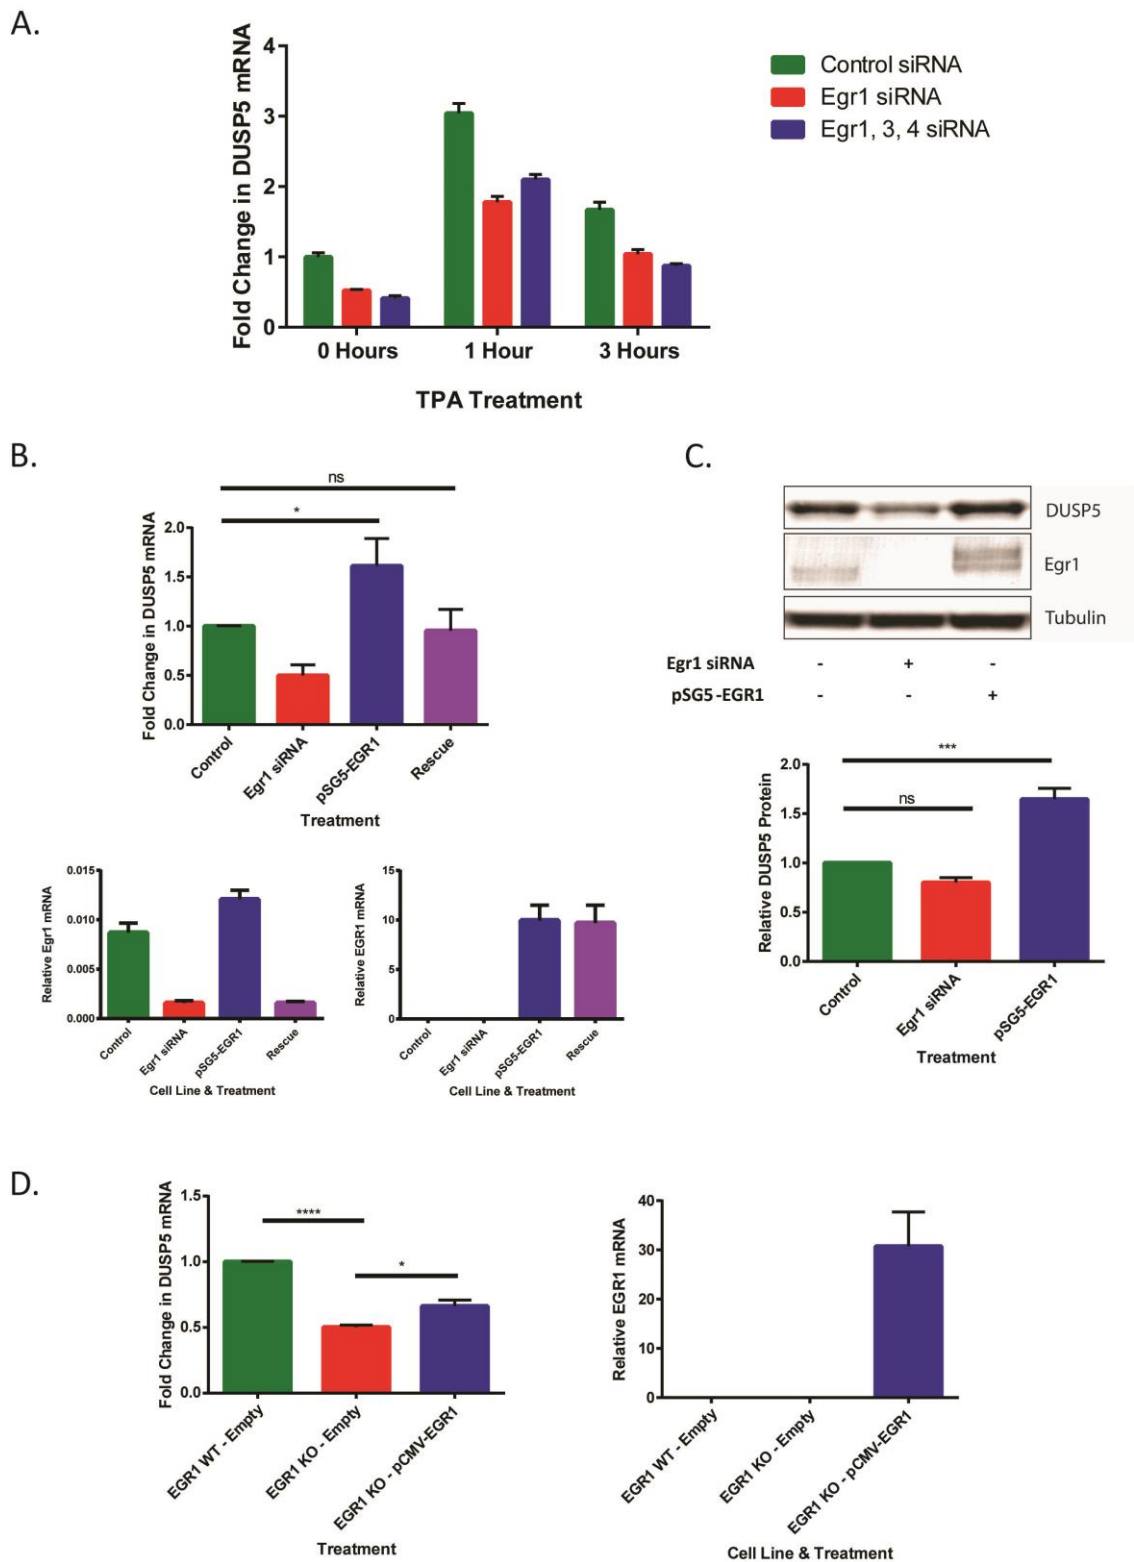 A.
Fold Change in DUSP5 mRNA
4
3
2
1
0
0 Hours
1 Hour
3 Hours
TPA Treatment
Control siRNA
Egr1 siRNA
Egr1, 3, 4 siRNA
B.
ns
*
Fold Change in DUSP5 mRNA
2.0
1.5
1.0
0.5
0.0
Control
Egr1 siRNA
pSG5-EGR1
Rescue
Treatment
Relative Egr1 mRNA
0.015
0.010
0.005
0.000
Control
Egr1 siRNA
pSG5-EGR1
Rescue
Cell Line & Treatment
Relative EGR1 mRNA
15
10
5
0
Control
Egr1 siRNA
pSG5-EGR1
Rescue
Cell Line & Treatment
C.
DUSP5
Egr1
Tubulin
Egr1 siRNA - + -
pSG5-EGR1 - - +
***
ns
Relative DUSP5 Protein
2.0
1.5
1.0
0.5
0.0
Control
Egr1 siRNA
pSG5-EGR1
Treatment
D.
****
*
Fold Change in DUSP5 mRNA
1.5
1.0
0.5
0.0
EGR1 WT - Empty
EGR1 KO - Empty
EGR1 KO - pCMV-EGR1
Treatment
Relative EGR1 mRNA
40
30
20
10
0
EGR1 WT - Empty
EGR1 KO - Empty
EGR1 KO - pCMV-EGR1
Cell Line & Treatment